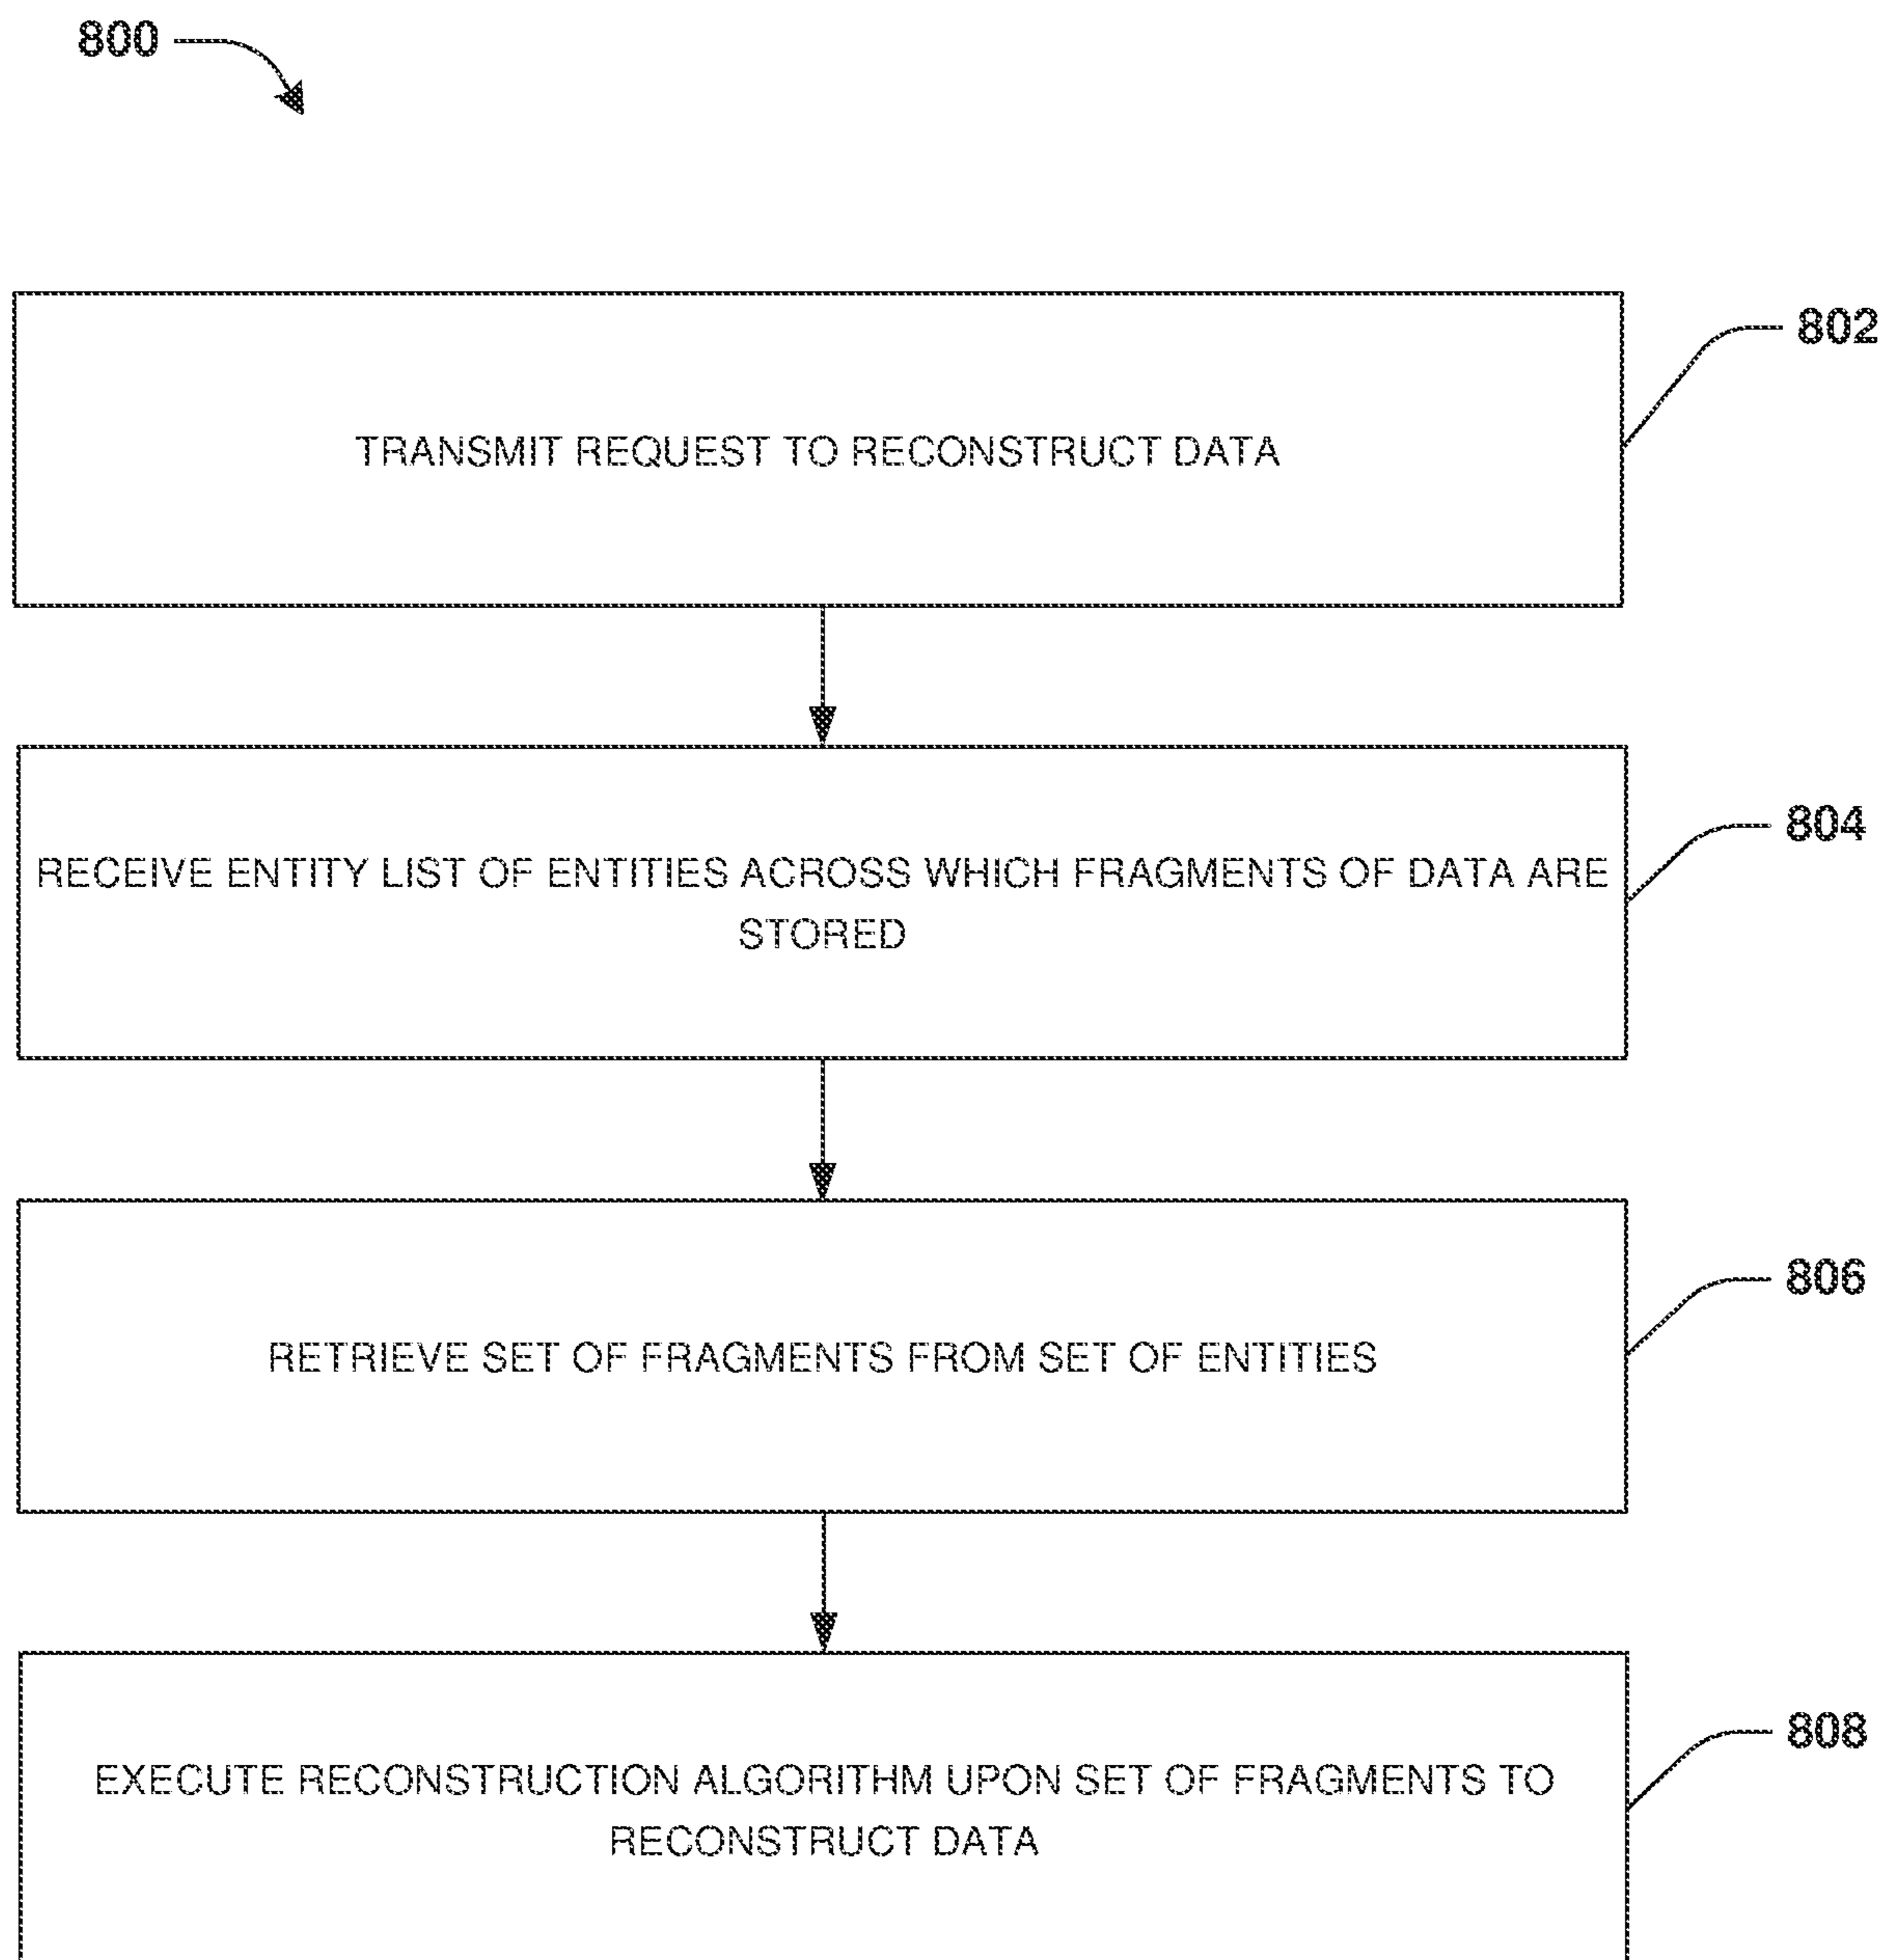 800
802
TRANSMIT REQUEST TO RECONSTRUCT DATA
804
RECEIVE ENTITY LIST OF ENTITIES ACROSS WHICH FRAGMENTS OF DATA ARE
STORED
806
RETRIEVE SET OF FRAGMENTS FROM SET OF ENTITIES
808
EXECUTE RECONSTRUCTION ALGORITHM UPON SET OF FRAGMENTS TO
RECONSTRUCT DATA